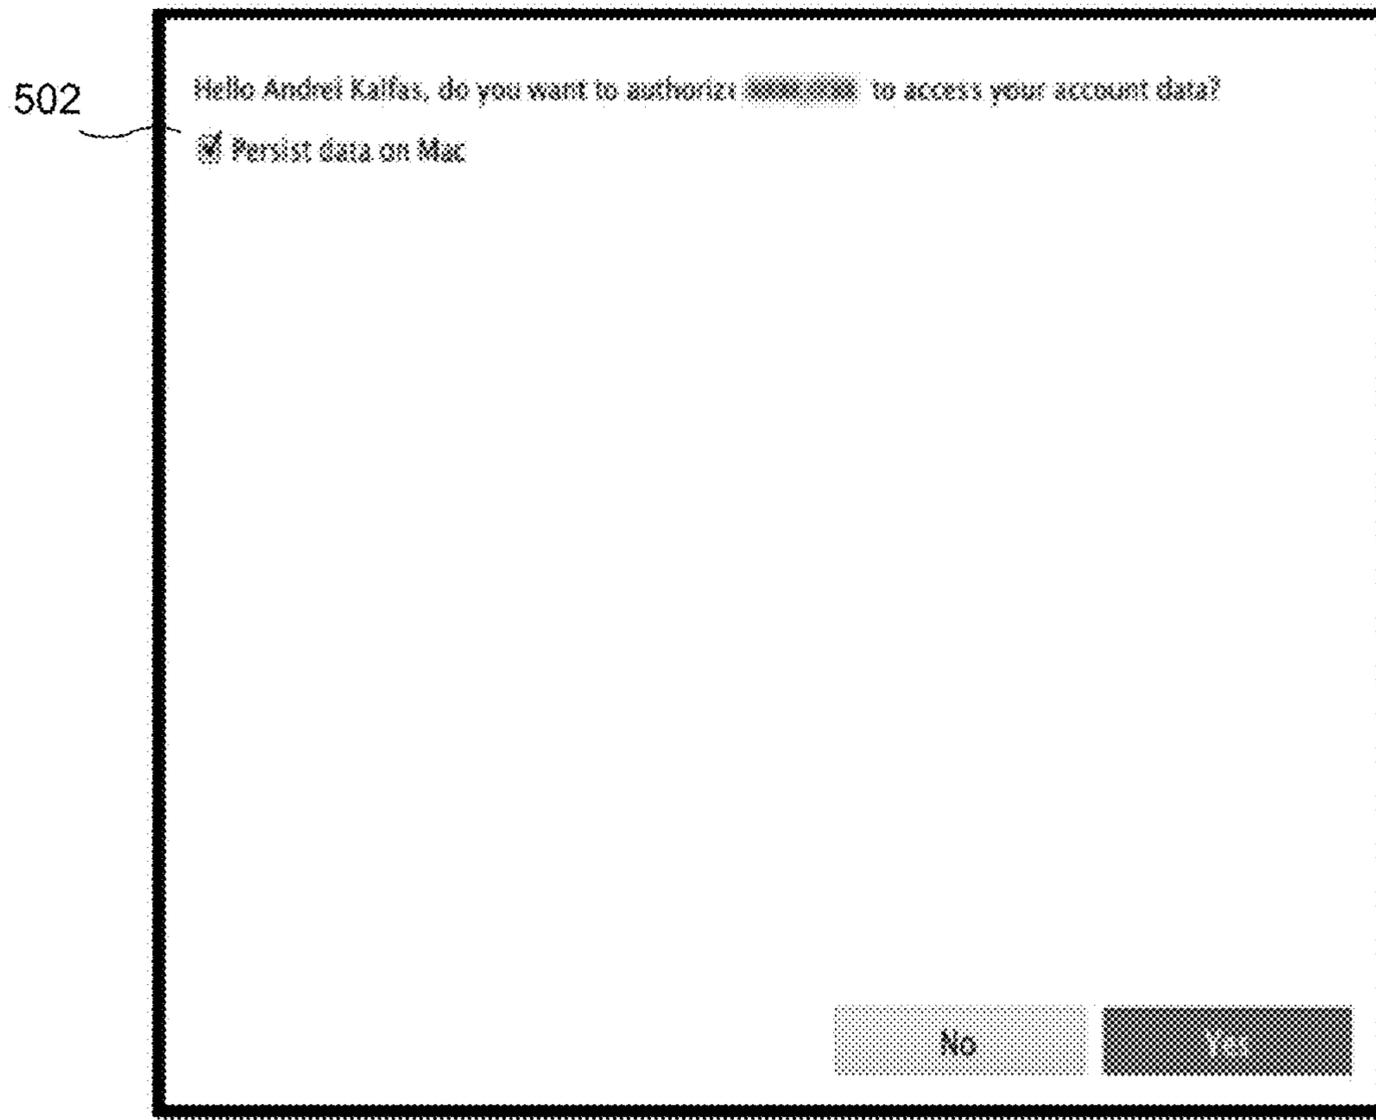 502
Hello Andrei Kalfas, do you want to authorize to access your account data?
Persist data on Mac
No
Yes